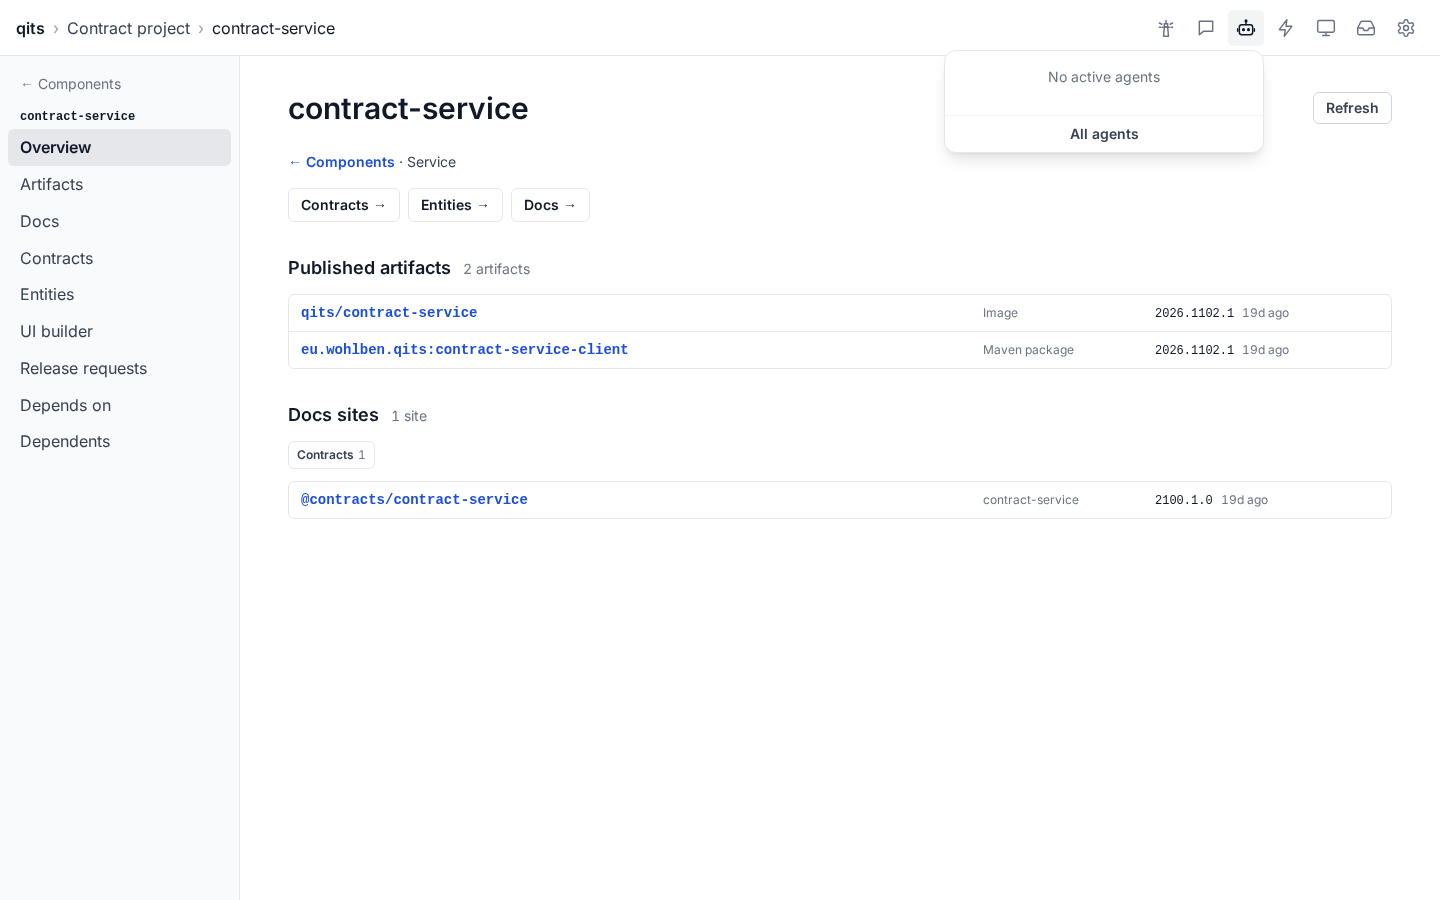 qits › Contract project › contract-service
← Components
contract-service
Overview
Artifacts
Docs
Contracts
Entities
UI builder
Release requests
Depends on
Dependents
No active agents
All agents
contract-service
Refresh
← Components · Service
Contracts →
Entities →
Docs →
Published artifacts 2 artifacts
qits/contract-service Image 2026.1102.1 19d ago
eu.wohlben.qits:contract-service-client Maven package 2026.1102.1 19d ago
Docs sites 1 site
Contracts 1
@contracts/contract-service contract-service 2100.1.0 19d ago